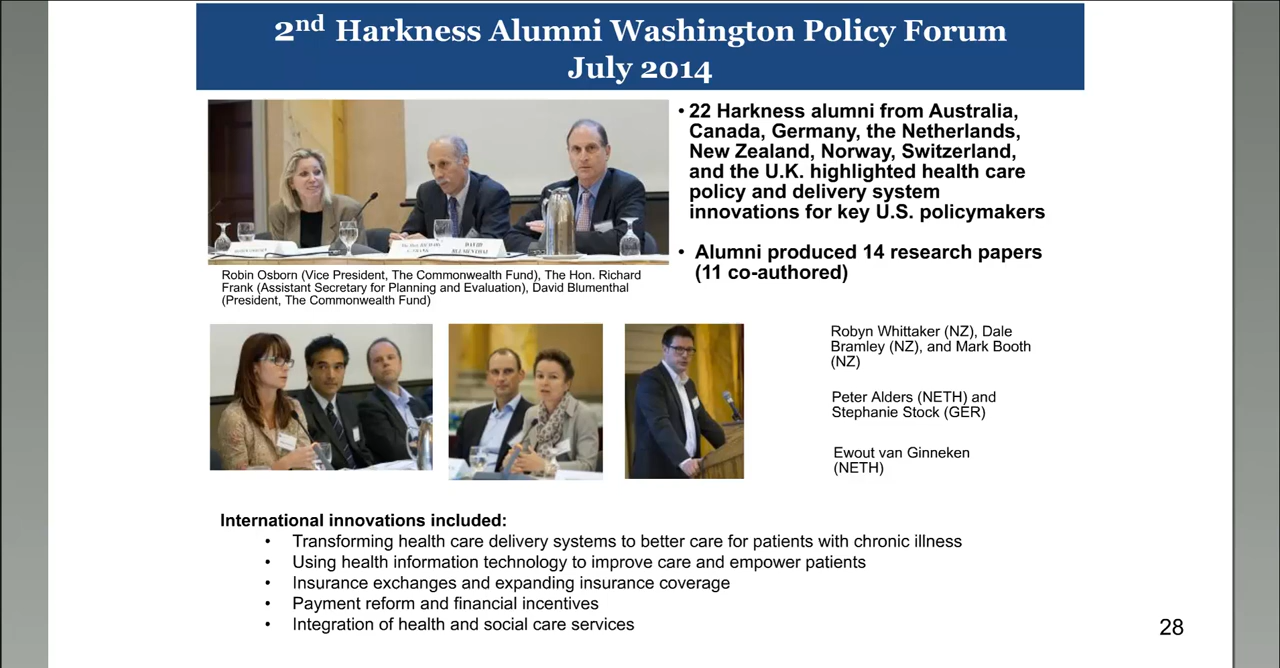 2nd Harkness Alumni Washington Policy Forum
July 2014
• 22 Harkness alumni from Australia,
Canada, Germany, the Netherlands,
New Zealand, Norway, Switzerland,
and the U.K. highlighted health care
policy and delivery system
innovations for key U.S. policymakers
• Alumni produced 14 research papers
(11 co-authored)
DAVID
BLUMENTHAL
Robin Osborn (Vice President, The Commonwealth Fund), The Hon. Richard
Frank (Assistant Secretary for Planning and Evaluation), David Blumenthal
(President, The Commonwealth Fund)
Robyn Whittaker (NZ), Dale
Bramley (NZ), and Mark Booth
(NZ)
Peter Alders (NETH) and
Stephanie Stock (GER)
Ewout van Ginneken
(NETH)
International innovations included:
• Transforming health care delivery systems to better care for patients with chronic illness
• Using health information technology to improve care and empower patients
• Insurance exchanges and expanding insurance coverage
• Payment reform and financial incentives
• Integration of health and social care services
28